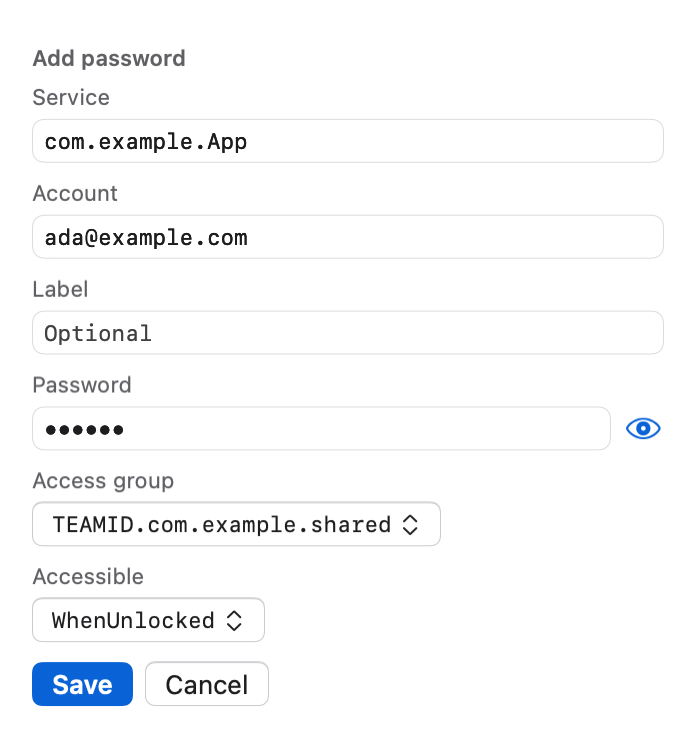 Add password
Service
com.example.App
Account
ada@example.com
Label
Optional
Password
••••••
Access group
TEAMID.com.example.shared
Accessible
WhenUnlocked
Save Cancel